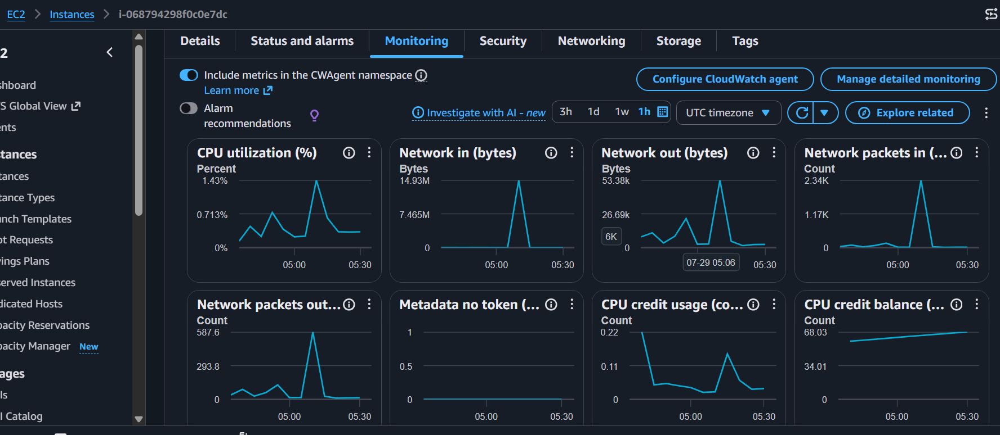 EC2
Instances
i-068794298f0c0e7dc
2
Details
Status and alarms
Monitoring
Security
Networking
Storage
Tags
Include metrics in the CWAgent namespace
Learn more
Configure CloudWatch agent
Manage detailed monitoring
Alarm
recommendations
Investigate with AI - new
3h
1d
1w
1h
UTC timezone
Explore related
shboard
S Global View
ents
stances
tances
tance Types
unch Templates
ot Requests
vings Plans
served Instances
dicated Hosts
pacity Reservations
pacity Manager
New
ages
Is
I Catalog
CPU utilization (%)
Percent
1.43%
0.713%
0%
05:00
05:30
Network in (bytes)
Bytes
14.93M
7.465M
0
05:00
05:30
Network out (bytes)
Bytes
53.38k
26.69k
6K
0
07-29 05:06
05:30
Network packets in (...
Count
2.34K
1.17K
0
05:00
05:30
Network packets out...
Count
587.6
293.8
0
05:00
05:30
Metadata no token (...
1
0.5
0
05:00
05:30
CPU credit usage (co...
Count
0.22
0.11
0
05:00
05:30
CPU credit balance (...
Count
68.03
34.01
0
05:00
05:30